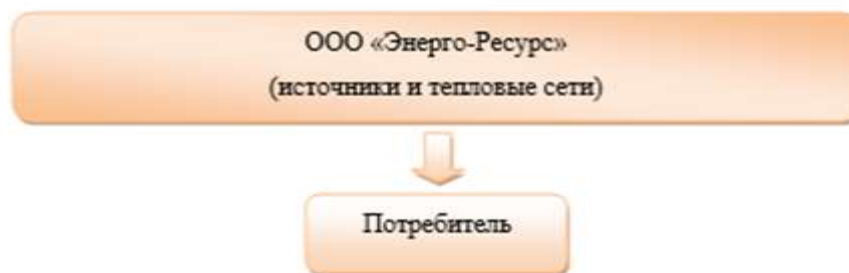 ООО «Энерго-Ресурс»
(источники и тепловые сети)
Потребитель